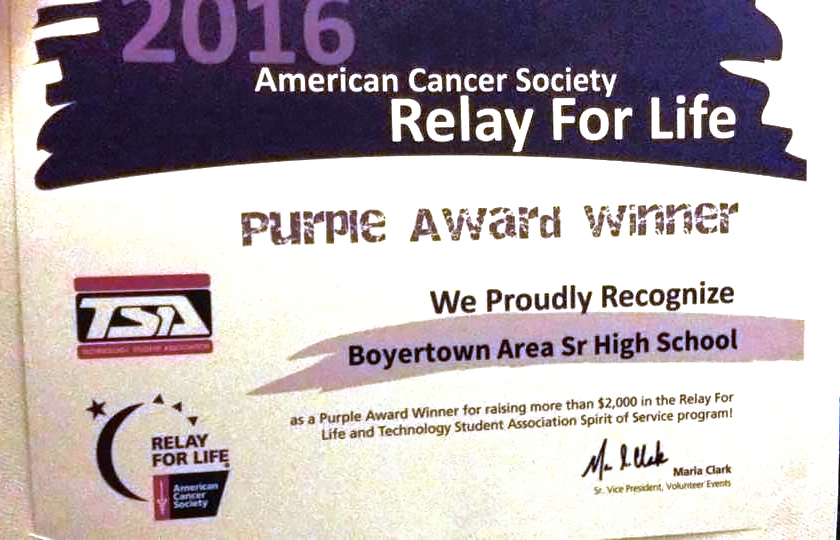 2016
American Cancer Society
Relay For Life
Purple Award Winner
We Proudly Recognize
Boyertown Area Sr High School
as a Purple Award Winner for raising more than $2,000 in the Relay For
Life and Technology Student Association Spirit of Service program!
Maria Clark
Sr. Vice President, Volunteer Events
TSA
TECHNOLOGY STUDENT ASSOCIATION
RELAY
FOR LIFE®
American
Cancer
Society